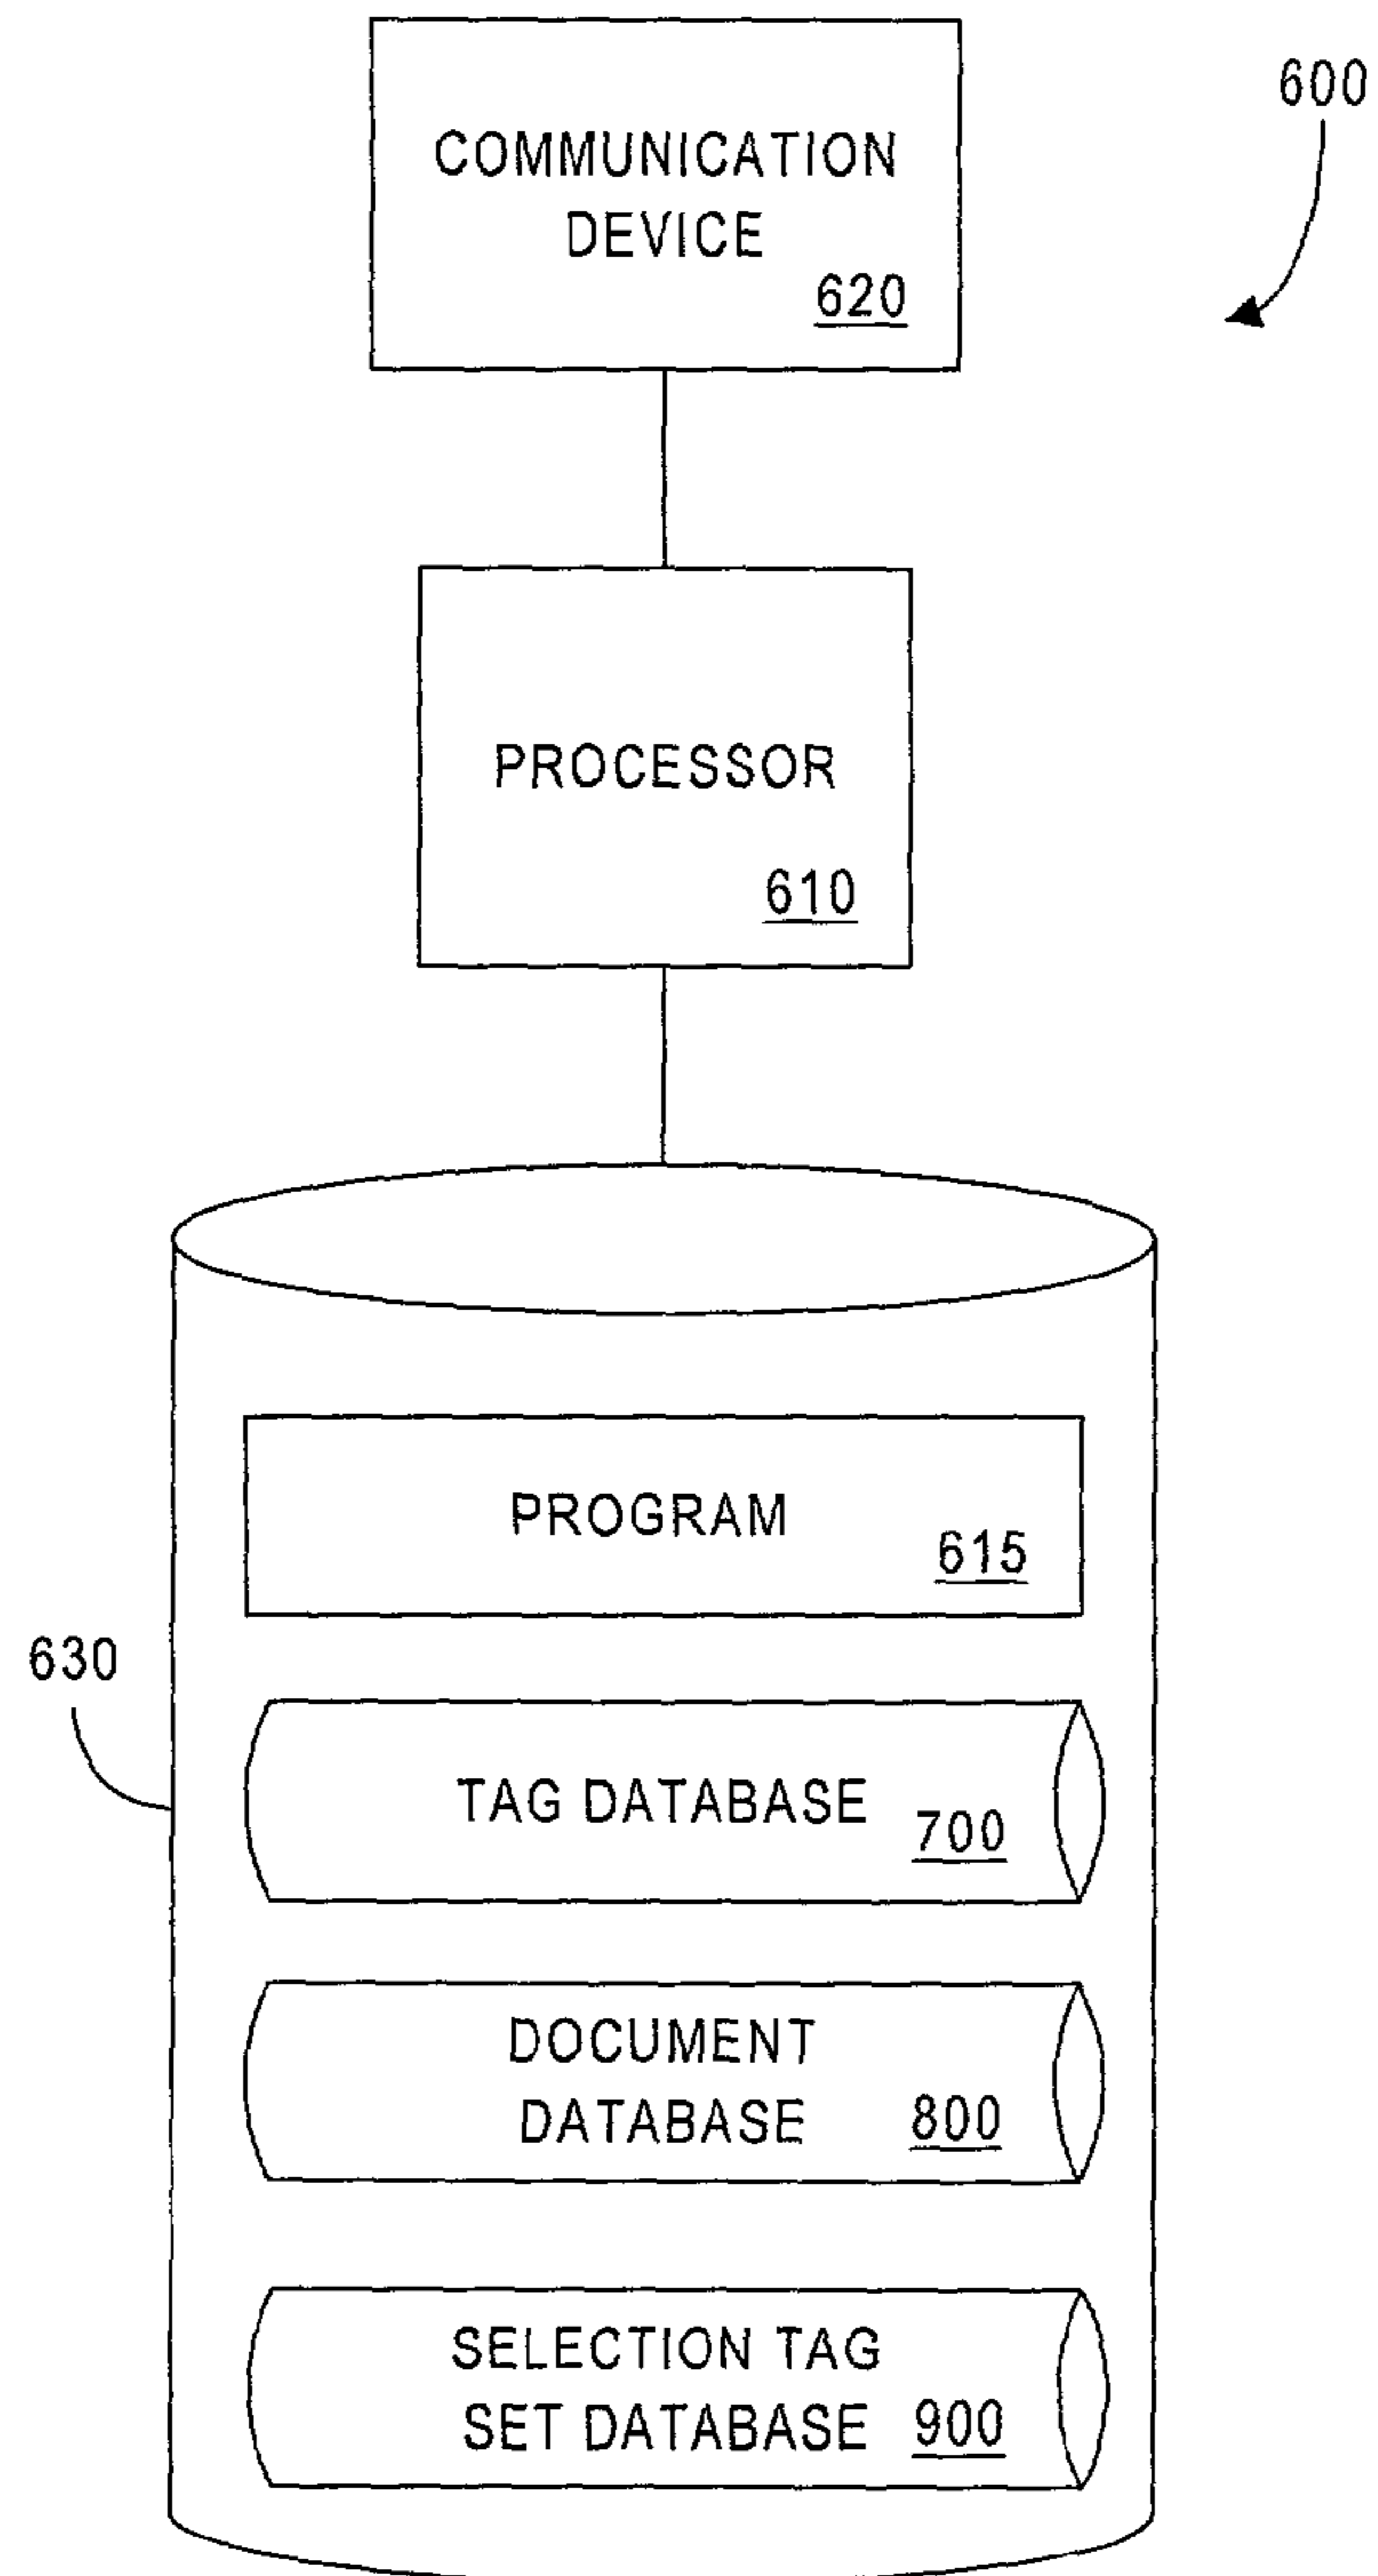 600
COMMUNICATION
DEVICE
620
PROCESSOR
610
PROGRAM
615
630
TAG DATABASE
700
DOCUMENT
DATABASE 800
SELECTION TAG
SET DATABASE 900